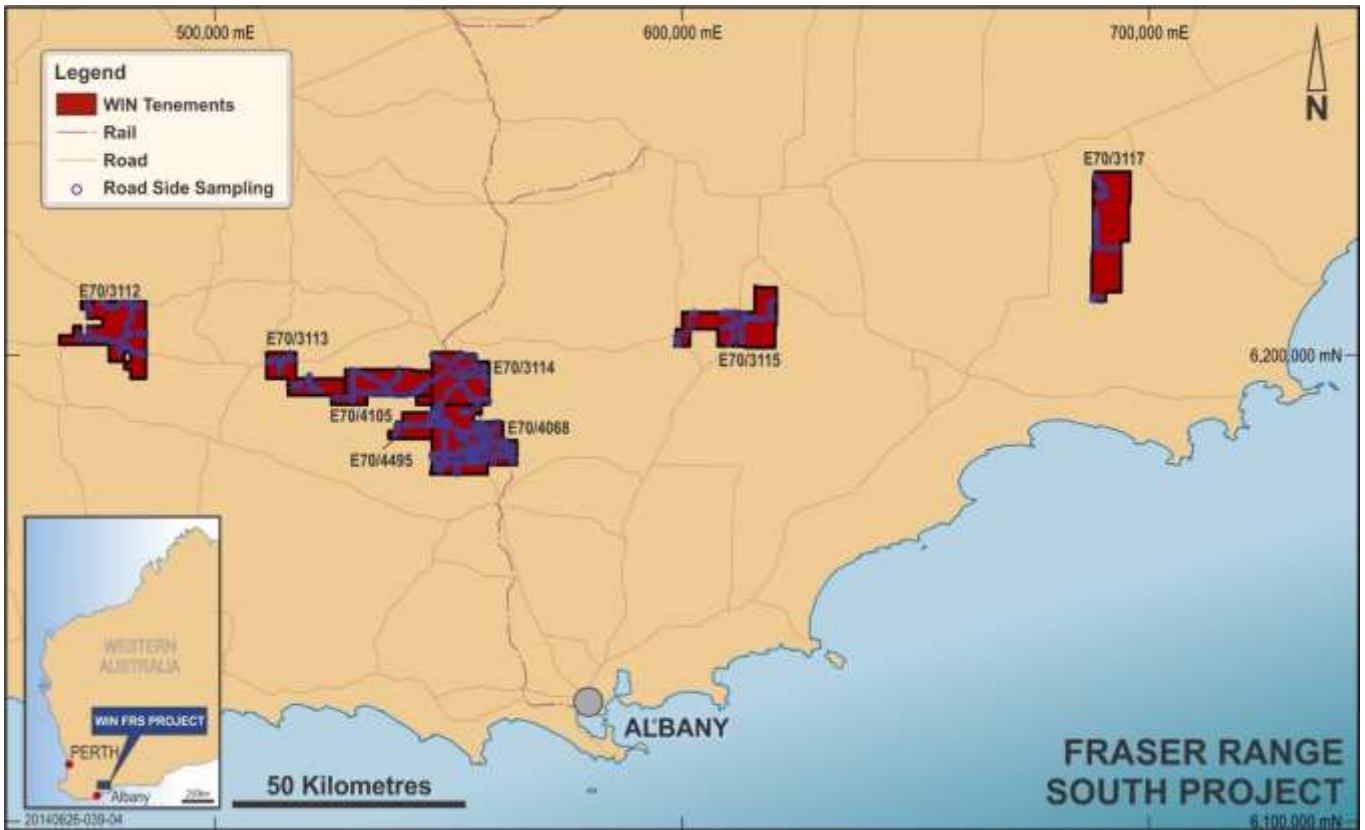 500,000 mE
600,000 mE
700,000 mE
Legend
WIN Tenements
Rail
Road
Road Side Sampling
N
E70/3117
E70/3112
E70/3113
E70/3114
E70/3115
6,200,000 mN
E70/4105
E70/4068
E70/4495
WESTERN
AUSTRALIA
WIN FRS PROJECT
PERTH
Albany
250km
ALBANY
50 Kilometres
FRASER RANGE
SOUTH PROJECT
20140626-039-04
6,100,000 mN